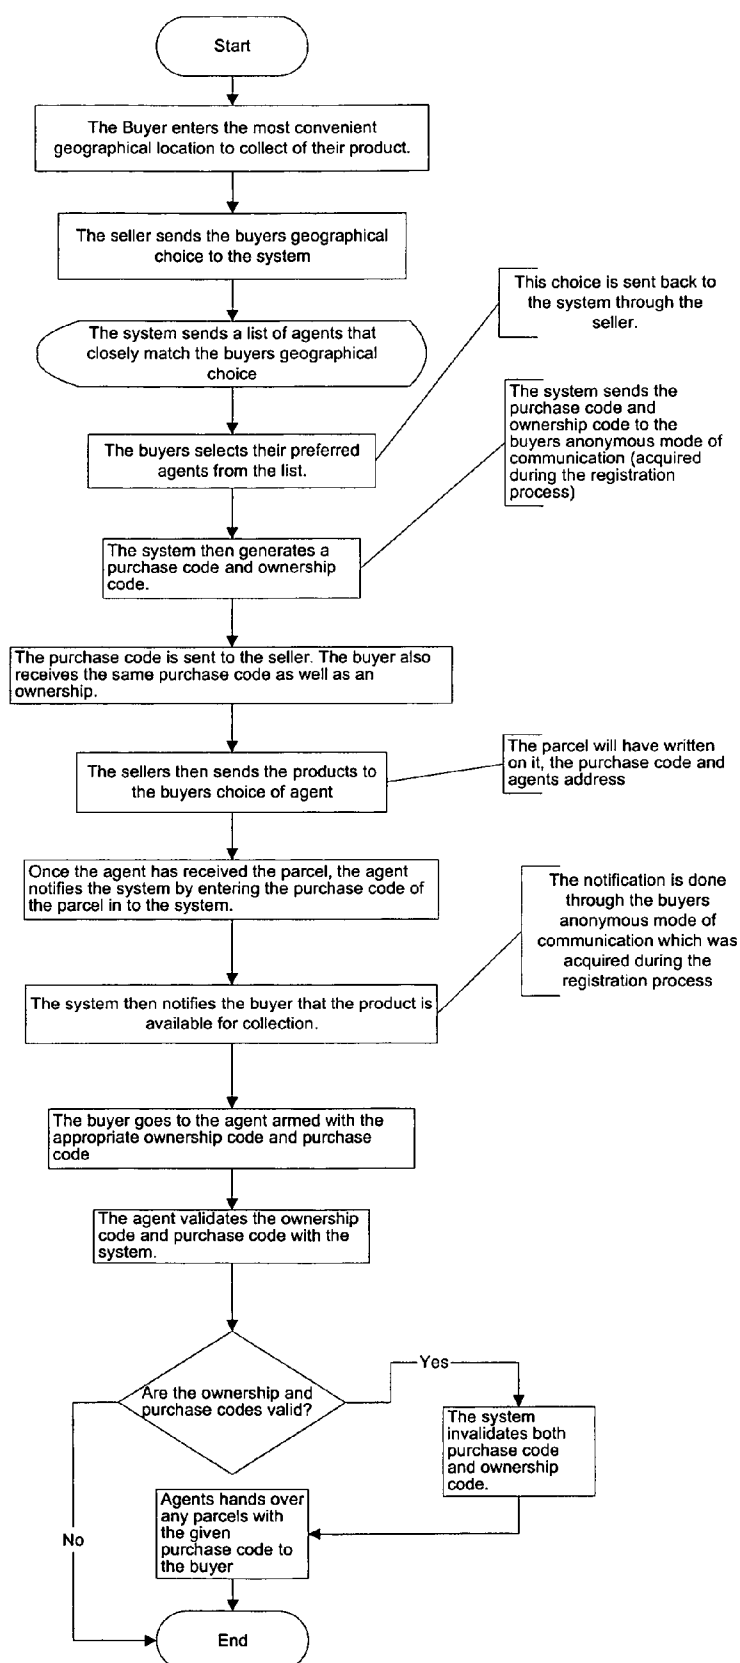 Start
The Buyer enters the most convenient
geographical location to collect of their product.
The seller sends the buyers geographical
choice to the system
This choice is sent back to
the system through the
seller.
The system sends a list of agents that
closely match the buyers geographical
choice
The system sends the
purchase code and
ownership code to the
buyers anonymous mode of
communication (acquired
during the registration
process)
The buyers selects their preferred
agents from the list.
The system then generates a
purchase code and ownership
code.
The purchase code is sent to the seller. The buyer also
receives the same purchase code as well as an
ownership.
The sellers then sends the products to
the buyers choice of agent
The parcel will have written
on it, the purchase code and
agents address
Once the agent has received the parcel, the agent
notifies the system by entering the purchase code of
the parcel in to the system.
The notification is done
through the buyers
anonymous mode of
communication which was
acquired during the
registration process
The system then notifies the buyer that the product is
available for collection.
The buyer goes to the agent armed with the
appropriate ownership code and purchase
code
The agent validates the ownership
code and purchase code with the
system.
Are the ownership and
purchase codes valid?
Yes
The system
invalidates both
purchase code
and ownership
code.
Agents hands over
any parcels with
the given
purchase code to
the buyer
No
End